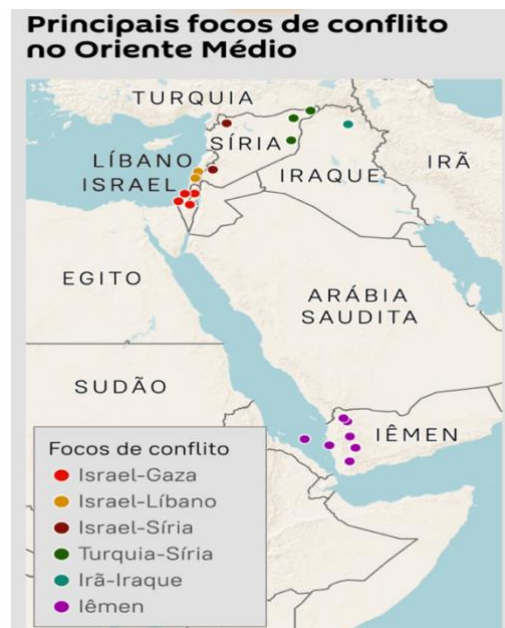 Principais focos de conflito
no Oriente Médio
TURQUIA
SÍRIA
LÍBANO
ISRAEL
IRAQUE
IRÃ
EGITO
ARÁBIA
SAUDITA
SUDÃO
IÊMEN
Focos de conflito
Israel-Gaza
Israel-Líbano
Israel-Síria
Turquia-Síria
Irã-Iraque
Iêmen